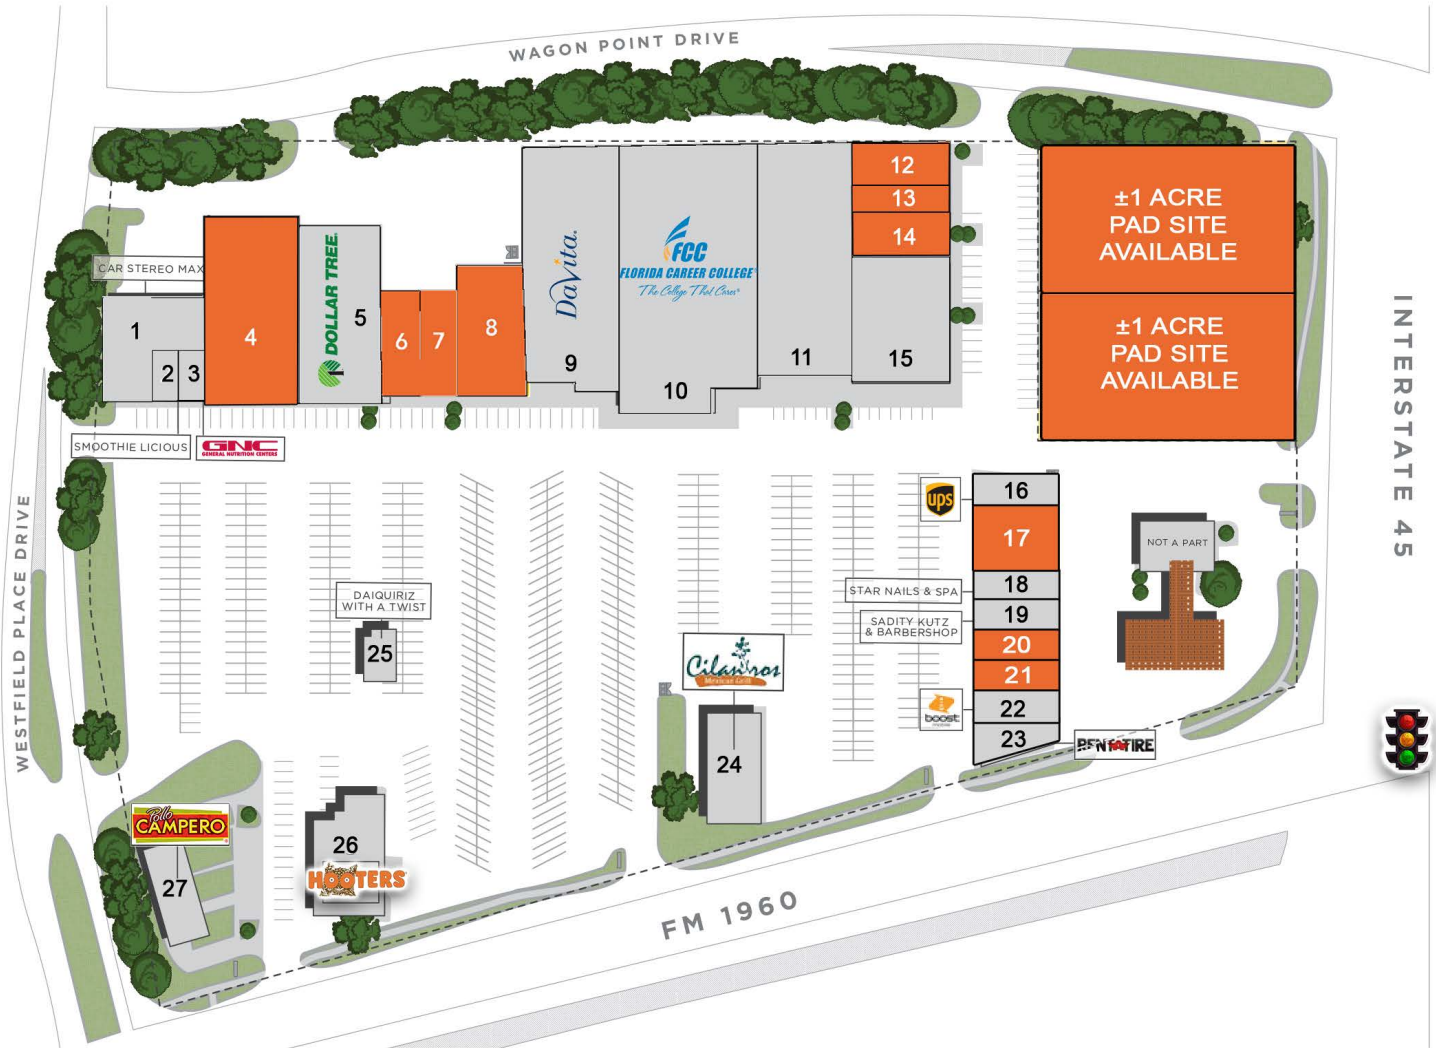 WAGON POINT DRIVE
CAR STEREO MAX
1
2
3
4
DOLLAR TREE
5
6
7
8
DaVita.
9
FCC
FLORIDA CAREER COLLEGE
The College That Cares
10
11
12
13
14
15
±1 ACRE
PAD SITE
AVAILABLE
±1 ACRE
PAD SITE
AVAILABLE
INTERSTATE 45
SMOOTHIE LICIOUS
GNC
GENERAL NUTRITION CENTERS
WESTFIELD PLACE DRIVE
ups
16
17
NOT A PART
STAR NAILS & SPA
18
SADITY KUTZ
& BARBERSHOP
19
20
21
boost
mobile
22
23
RENT A TIRE
DAIQUIRIZ
WITH A TWIST
25
Cilantros
Mexican Grill
24
Pollo
CAMPERO
27
26
HOOTERS
FM 1960